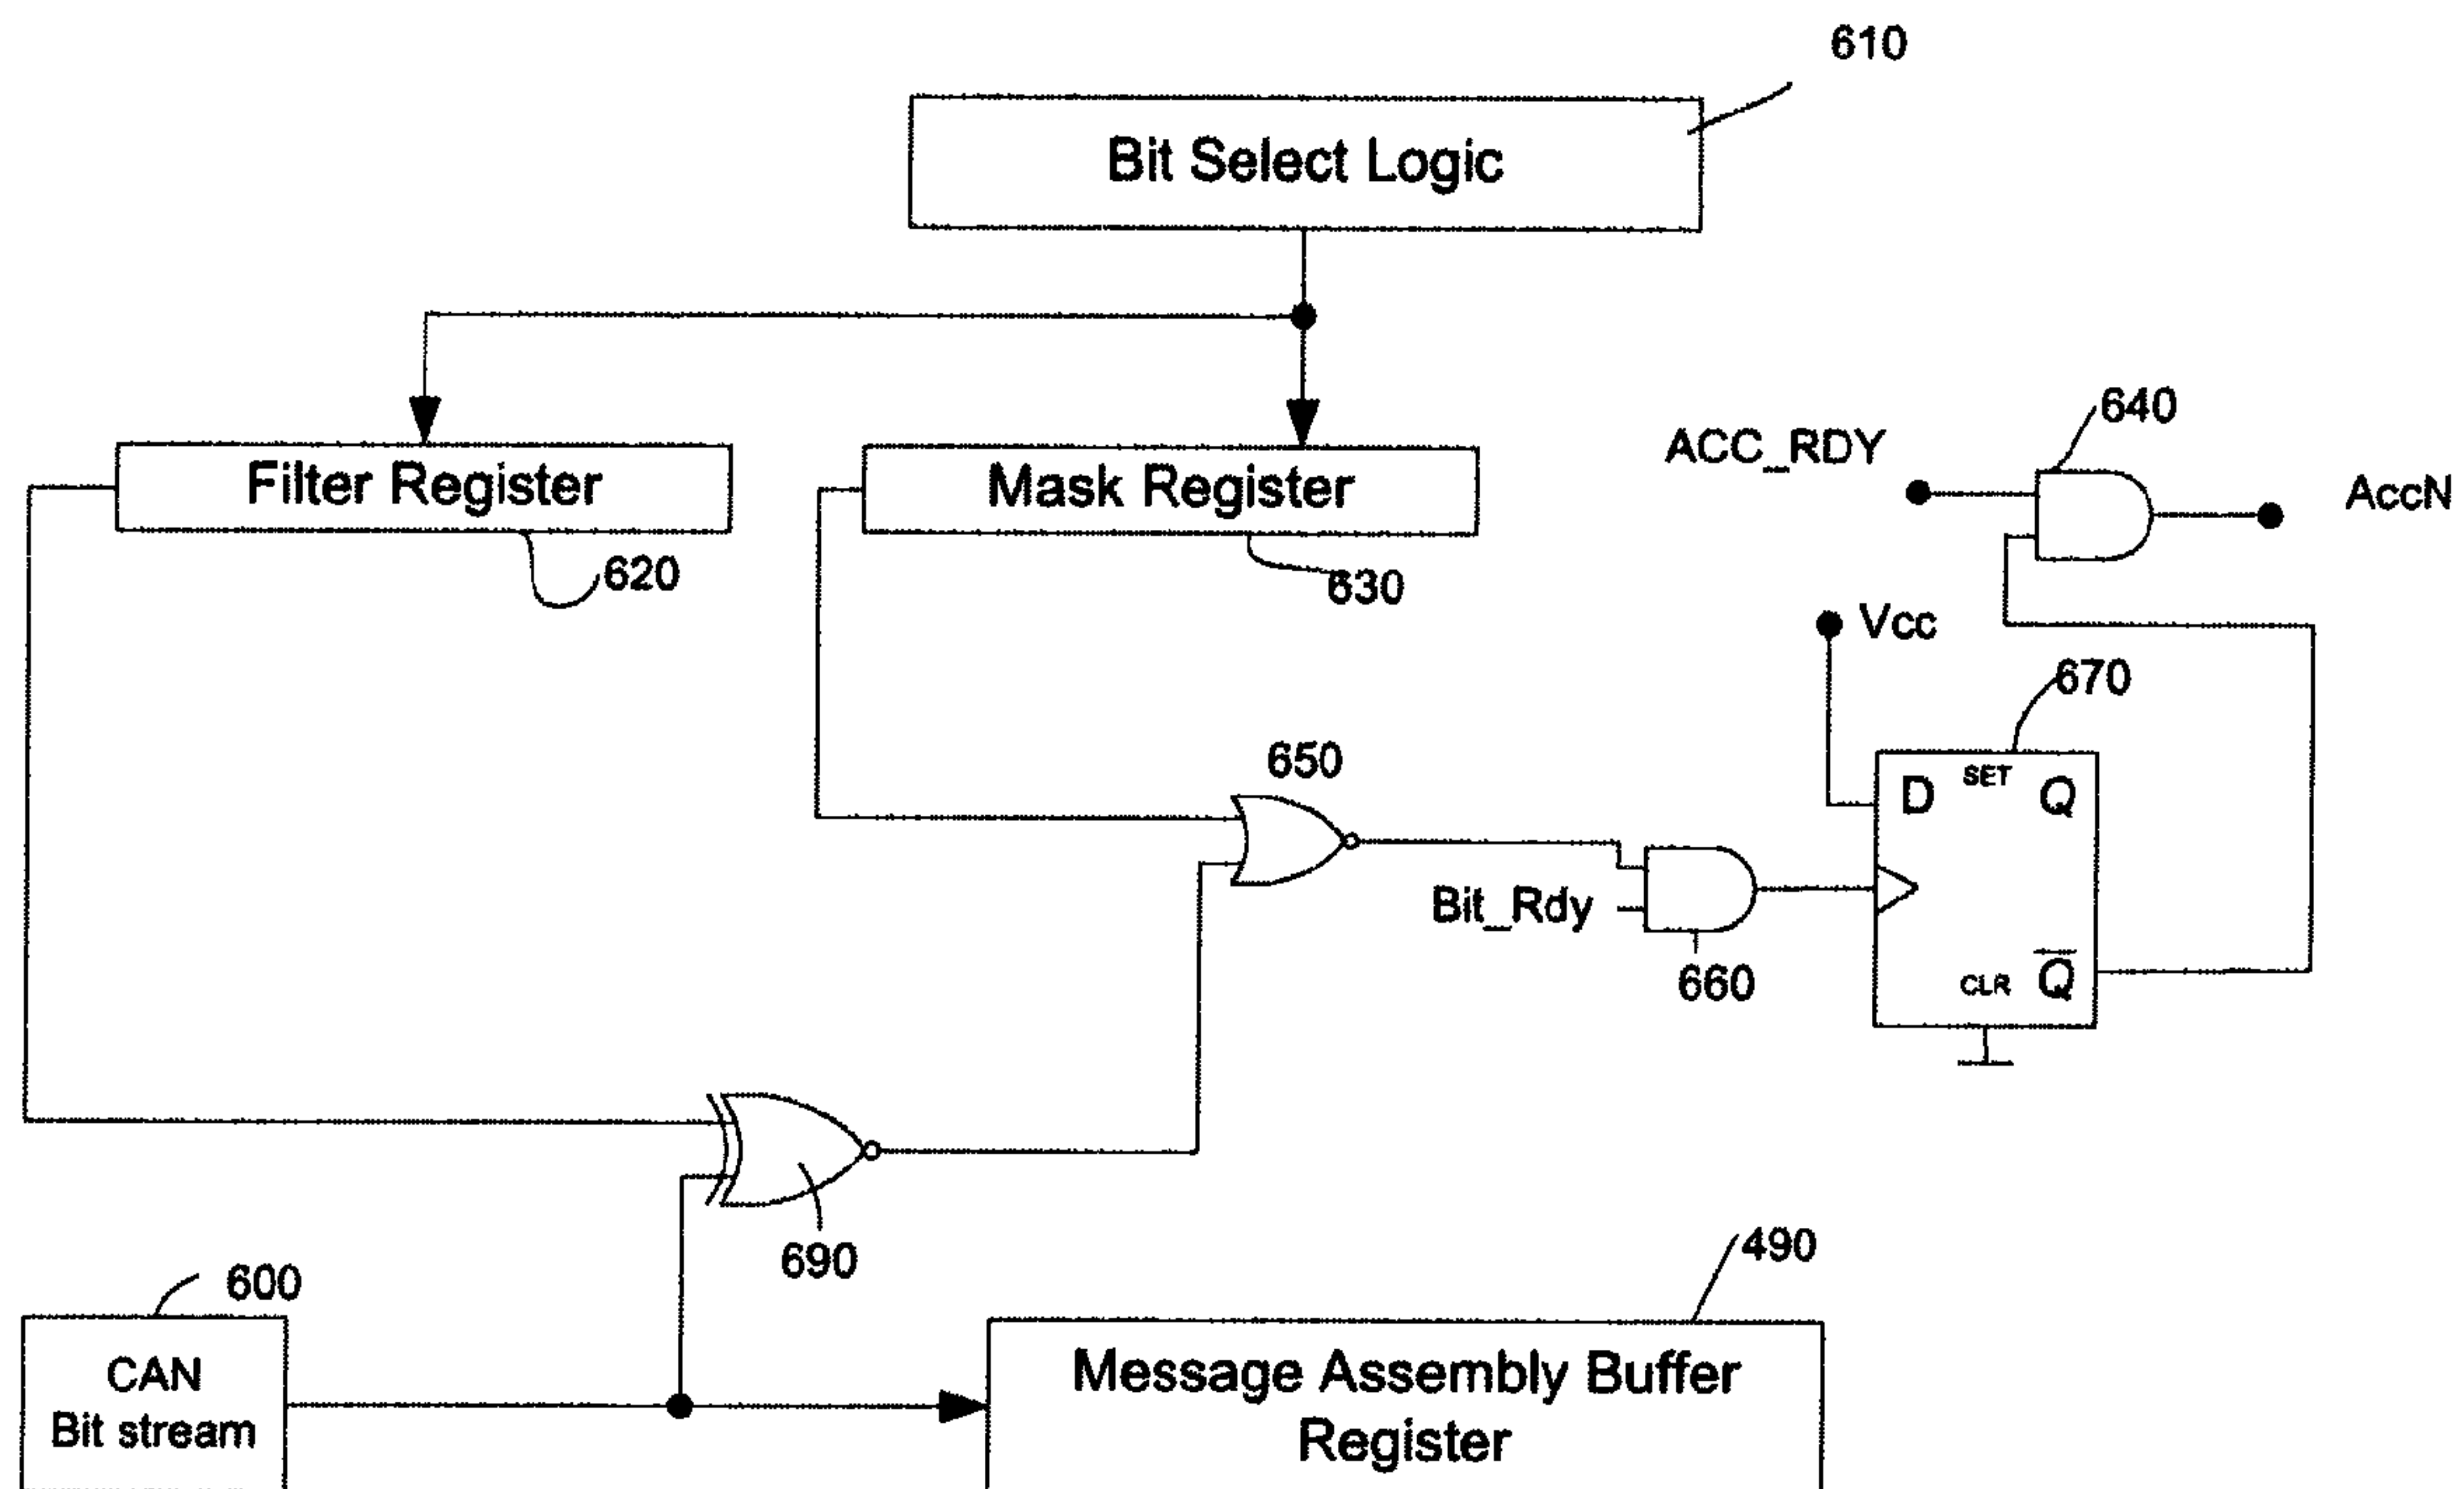 610
Bit Select Logic
640
ACC_RDY
AccN
Filter Register
Mask Register
620
630
Vcc
670
650
D
SET
Q
Bit_Rdy
660
CLR
Q
690
490
600
CAN
Bit stream
Message Assembly Buffer
Register